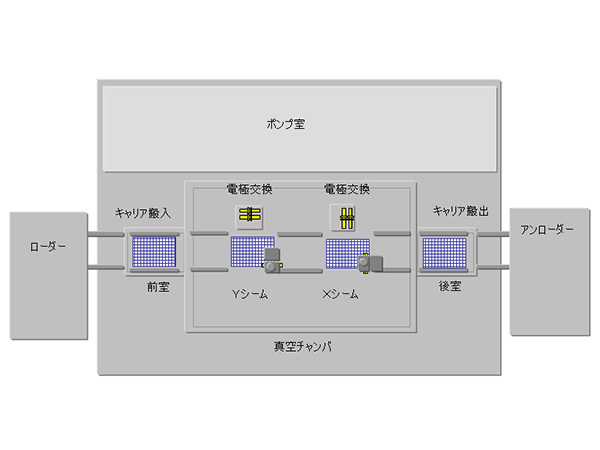 ポンプ室
電極交換
電極交換
キャリア搬入
キャリア搬出
ローダー
アンローダー
前室
Yシーム
Xシーム
後室
真空チャンバ